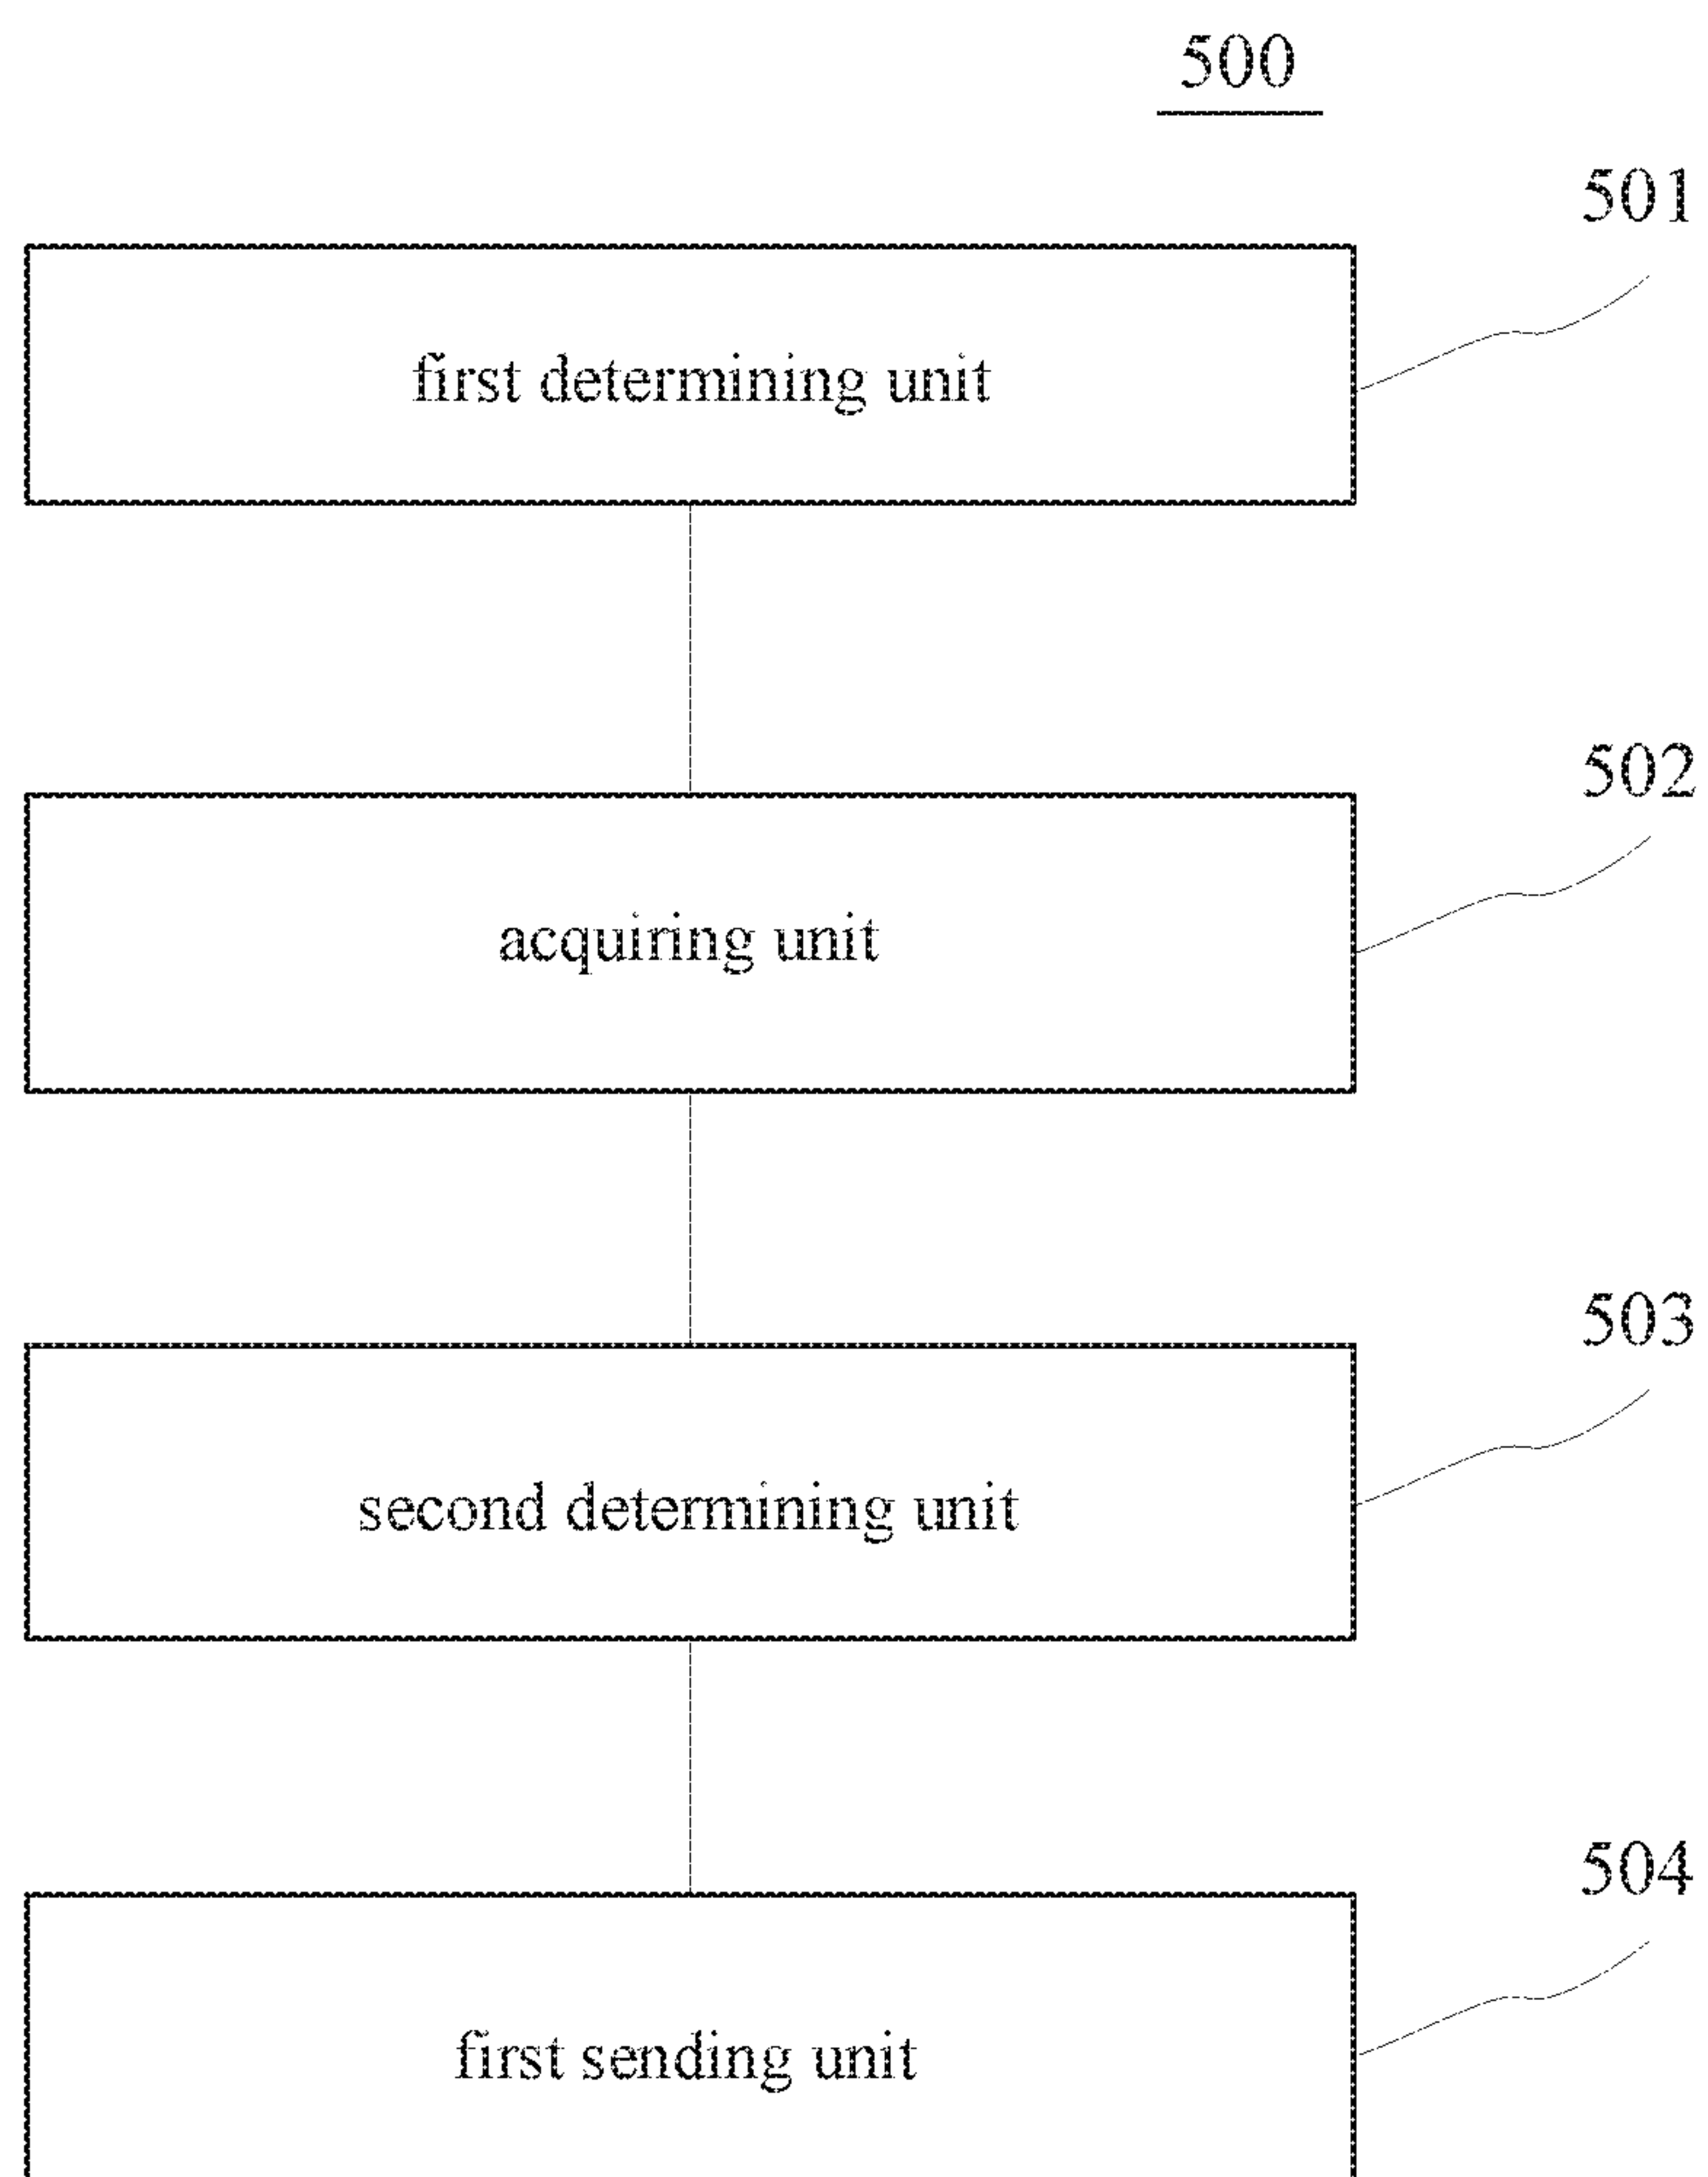 500
501
first determining unit
502
acquiring unit
503
second determining unit
504
first sending unit